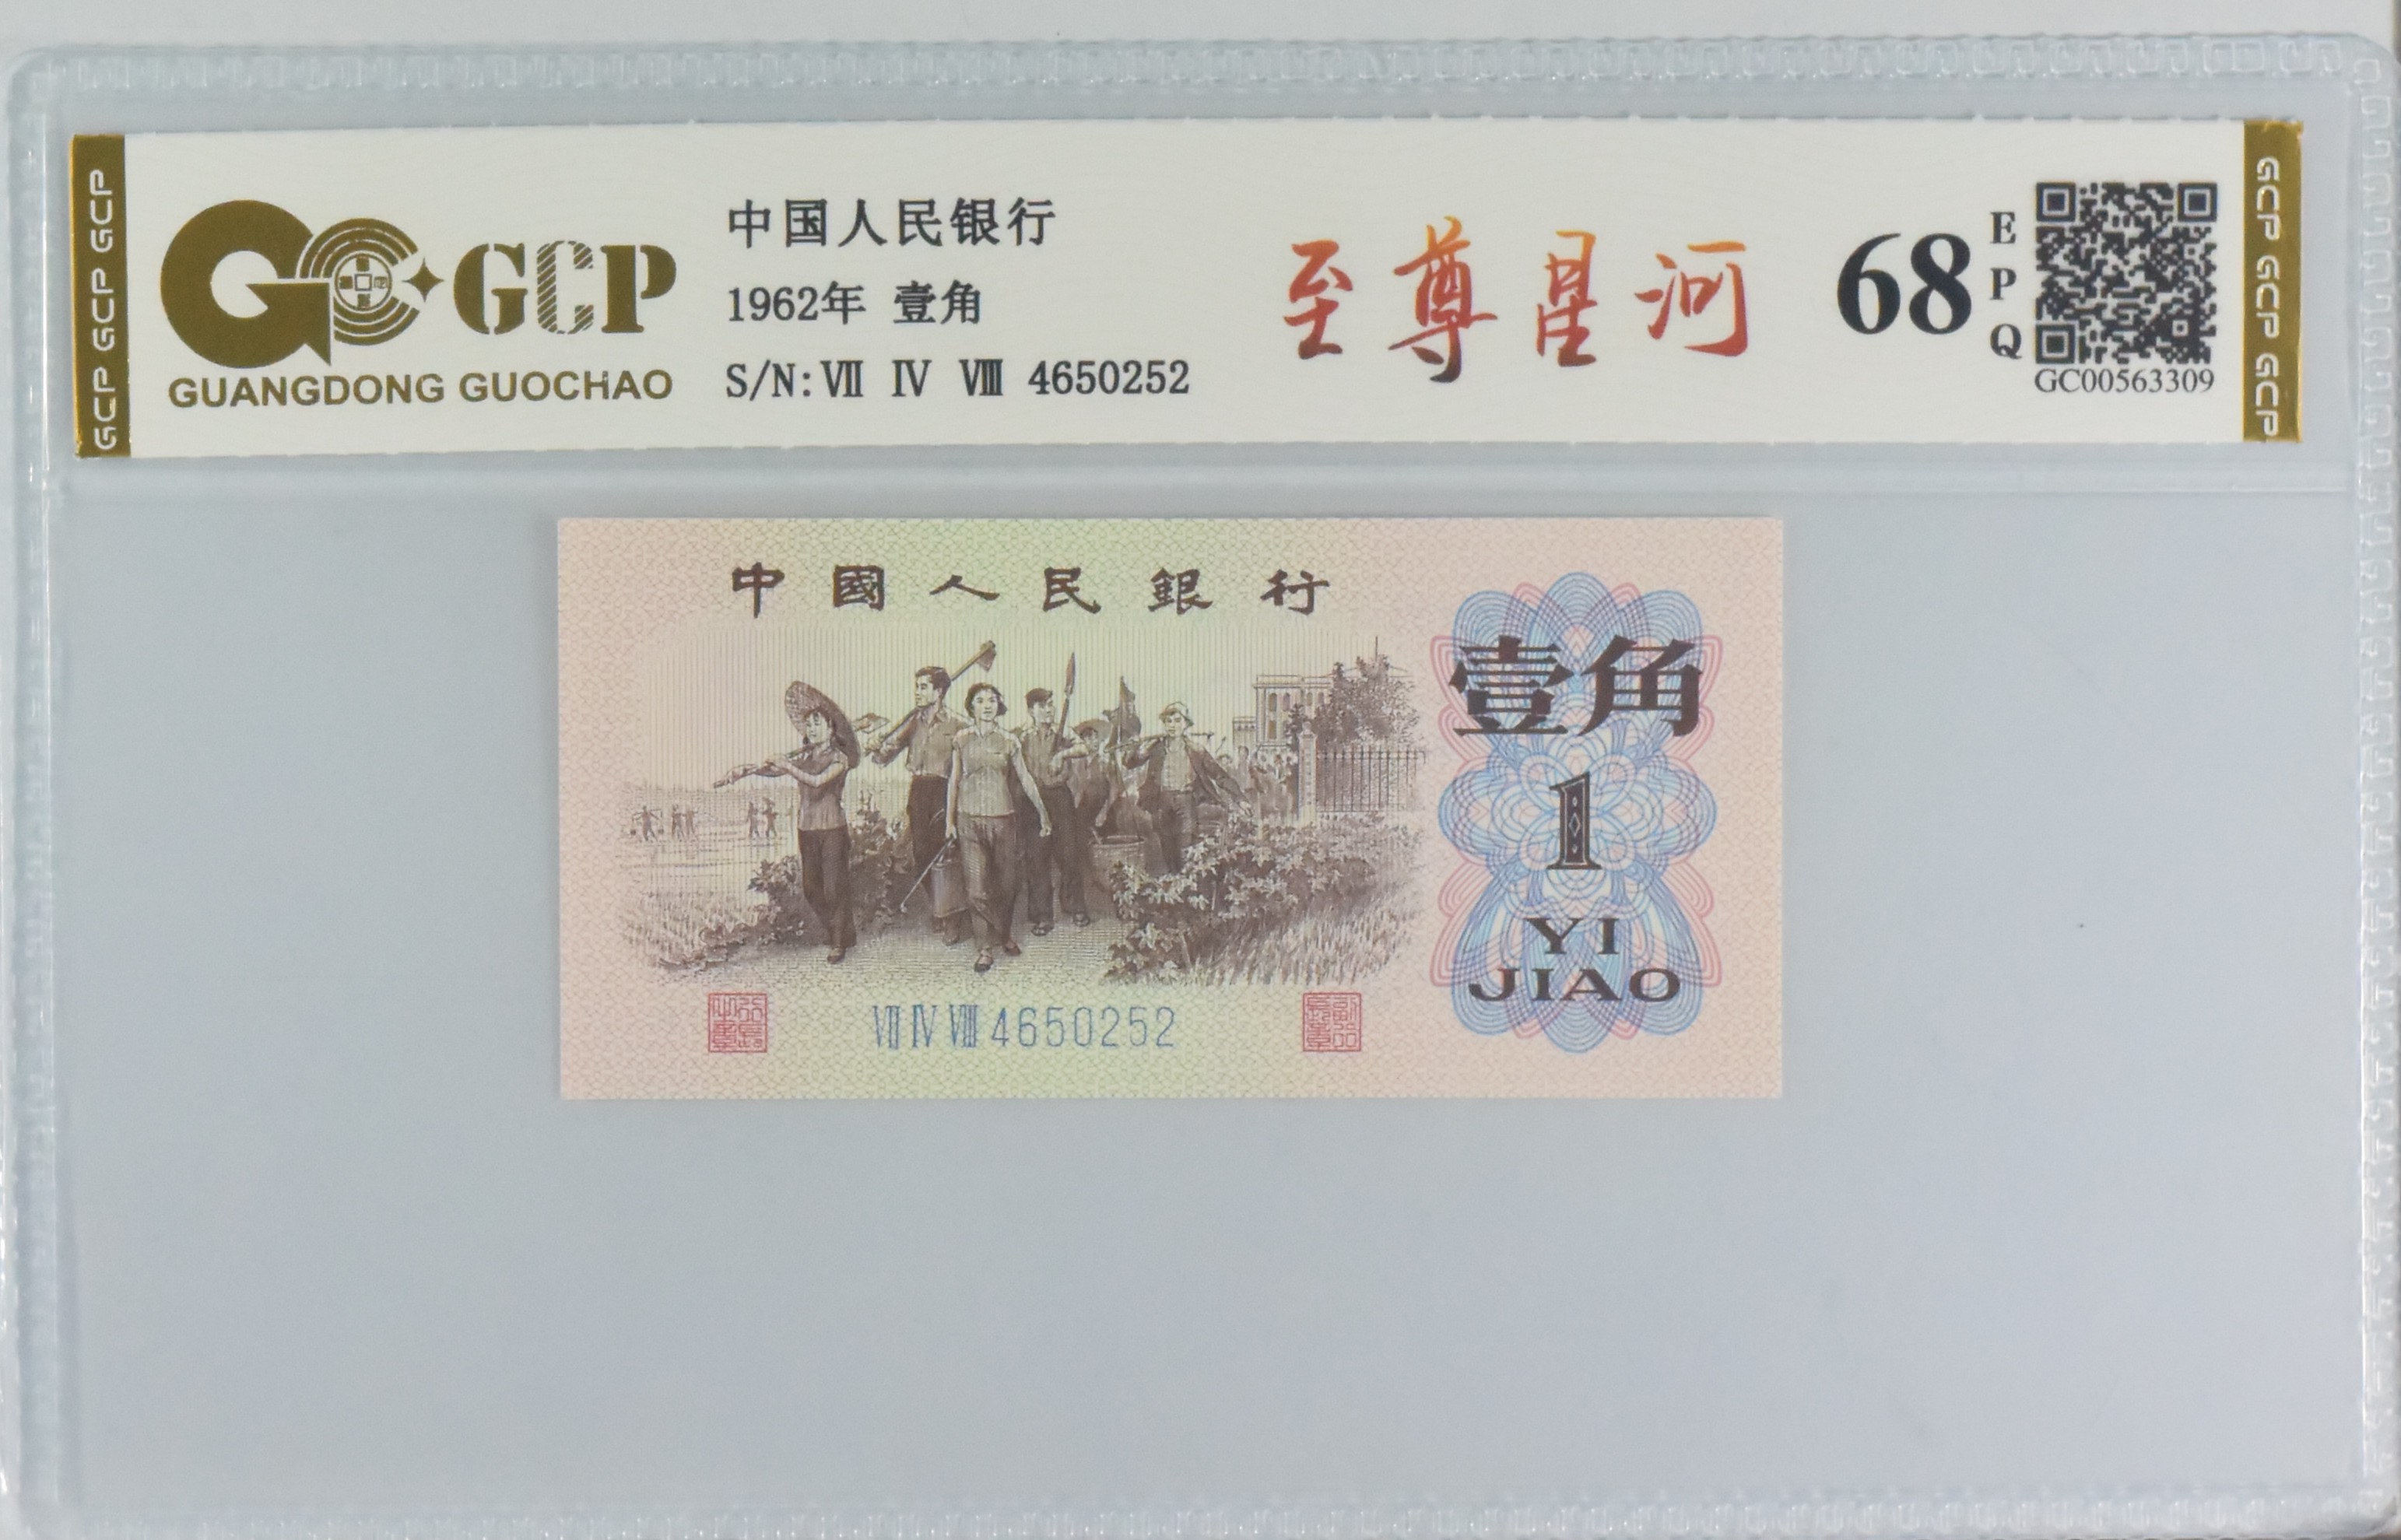 GCP GCP GCP
GCP
GUANGDONG GUOCHAO
中国人民银行
1962年 壹角
S/N: Ⅶ Ⅳ Ⅷ 4650252
至尊星河
68
E
P
Q
GC00563309
GCP GCP GCP
中國人民銀行
壹角
1
YI
JIAO
Ⅶ Ⅳ Ⅷ 4650252